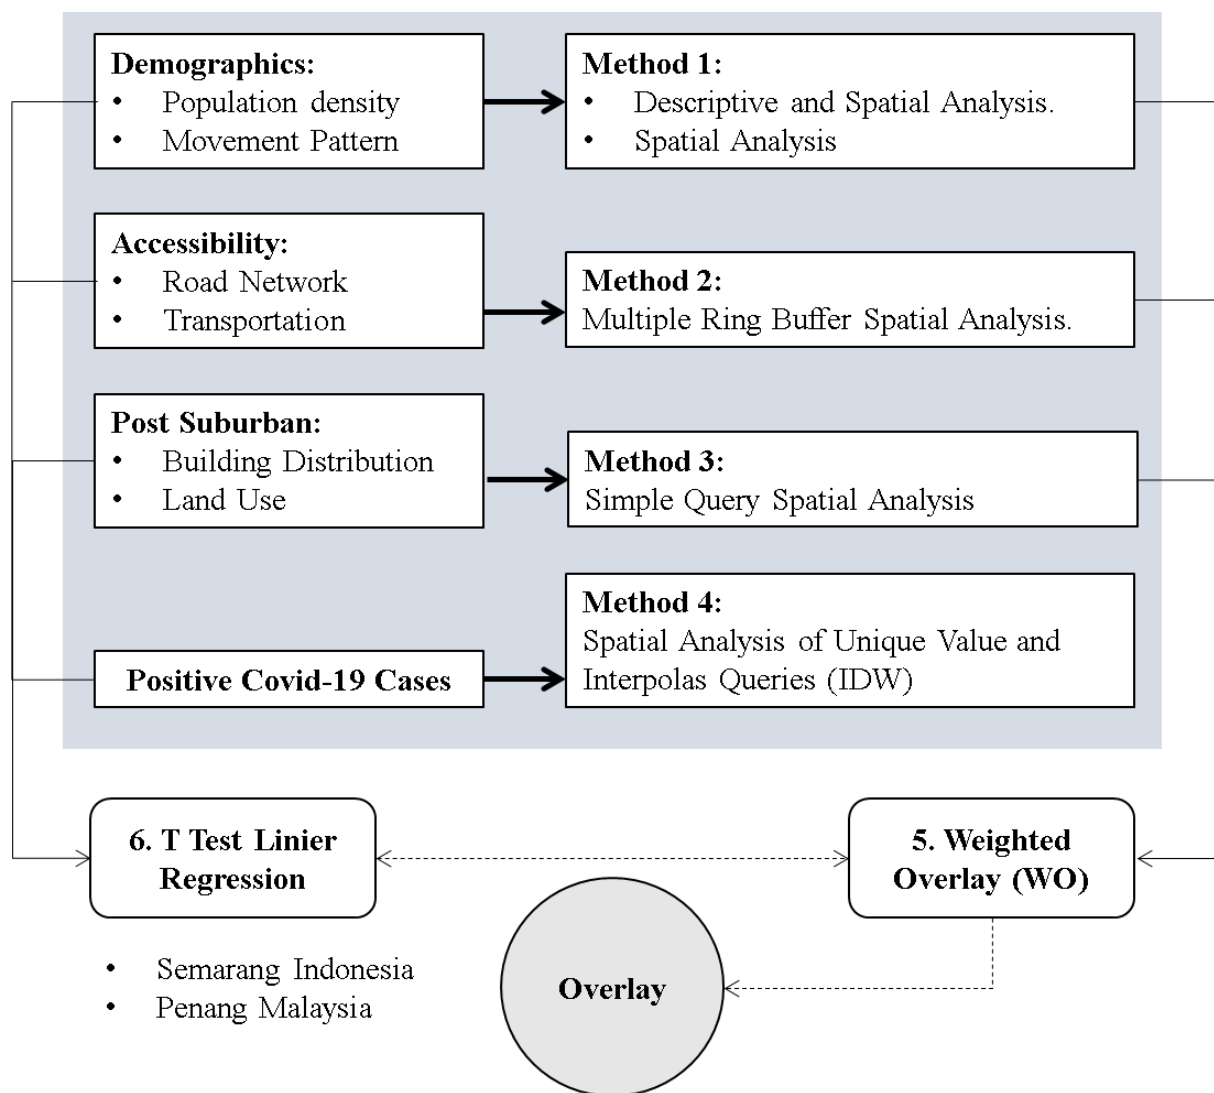 Demographics:
• Population density
• Movement Pattern
Method 1:
• Descriptive and Spatial Analysis.
• Spatial Analysis
Accessibility:
• Road Network
• Transportation
Method 2:
Multiple Ring Buffer Spatial Analysis.
Post Suburban:
• Building Distribution
• Land Use
Method 3:
Simple Query Spatial Analysis
Positive Covid-19 Cases
Method 4:
Spatial Analysis of Unique Value and
Interpolas Queries (IDW)
6. T Test Linier
Regression
5. Weighted
Overlay (WO)
• Semarang Indonesia
• Penang Malaysia
Overlay